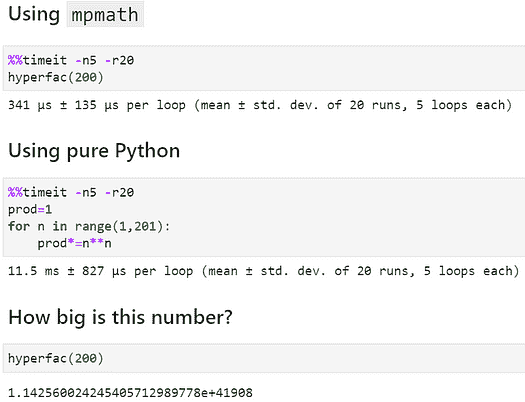 Using mpmath
%%timeit -n5 -r20
hyperfac(200)
341 µs ± 135 µs per loop (mean ± std. dev. of 20 runs, 5 loops each)
Using pure Python
%%timeit -n5 -r20
prod=1
for n in range(1,201):
    prod*=n**n
11.5 ms ± 827 µs per loop (mean ± std. dev. of 20 runs, 5 loops each)
How big is this number?
hyperfac(200)
1.142560024245405712989778e+41908